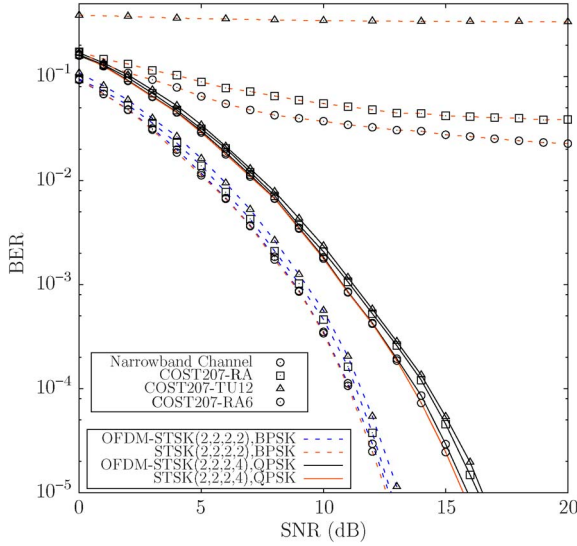 10⁻¹
10⁻²
10⁻³
10⁻⁴
10⁻⁵
BER
0
5
10
15
20
SNR (dB)
Narrowband Channel
COST207-RA
COST207-TU12
COST207-RA6
OFDM-STSK(2,2,2,2),BPSK
STSK(2,2,2,2),BPSK
OFDM-STSK(2,2,2,4),QPSK
STSK(2,2,2,4),QPSK